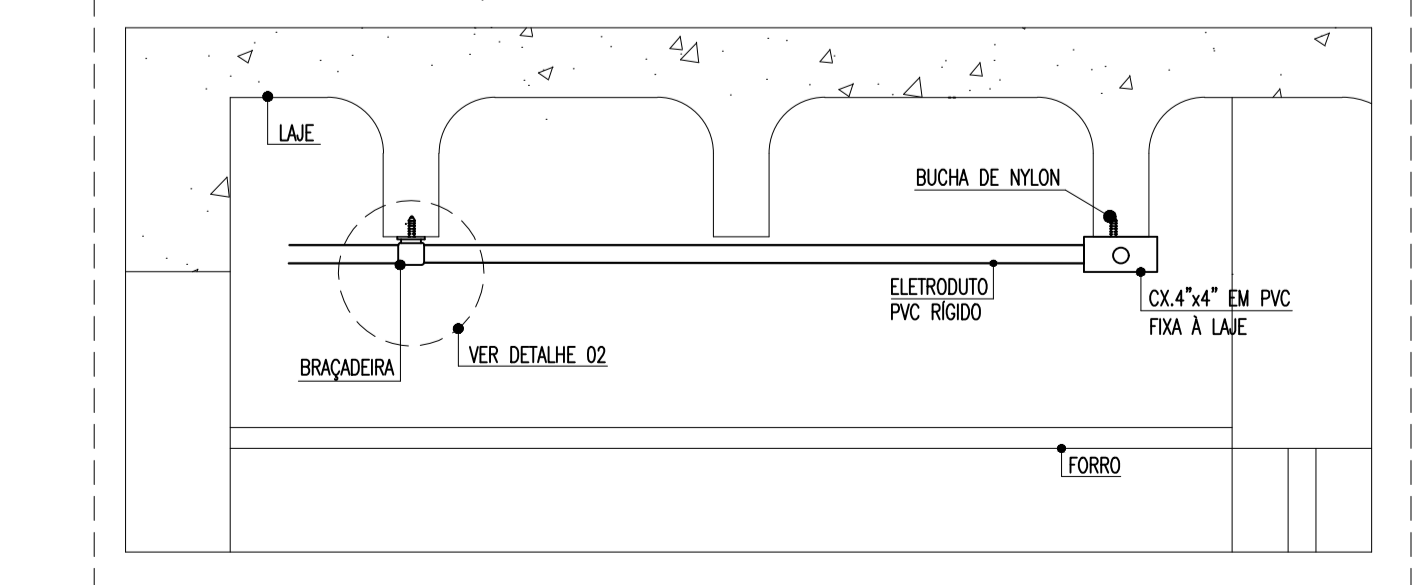 LAJE
BUCHA DE NYLON
ELETRODUTO
PVC RÍGIDO
CX.4"x4" EM PVC
FIXA À LAJE
BRAÇADEIRA
VER DETALHE 02
FORRO